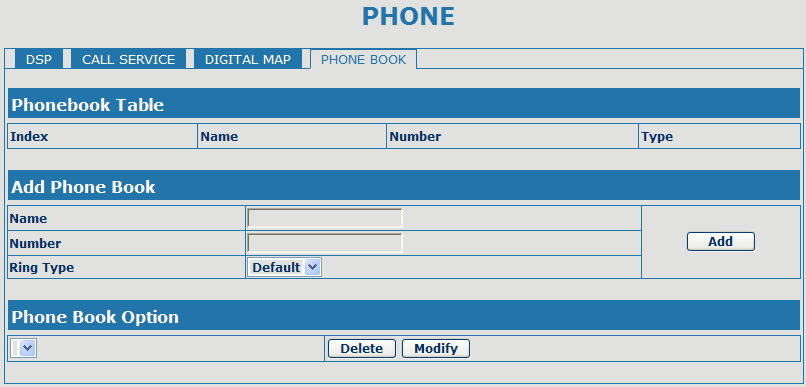 PHONE
DSP CALL SERVICE DIGITAL MAP PHONE BOOK
Phonebook Table
Index Name Number Type
Add Phone Book
Name
Number
Add
Ring Type Default
Phone Book Option
Delete Modify